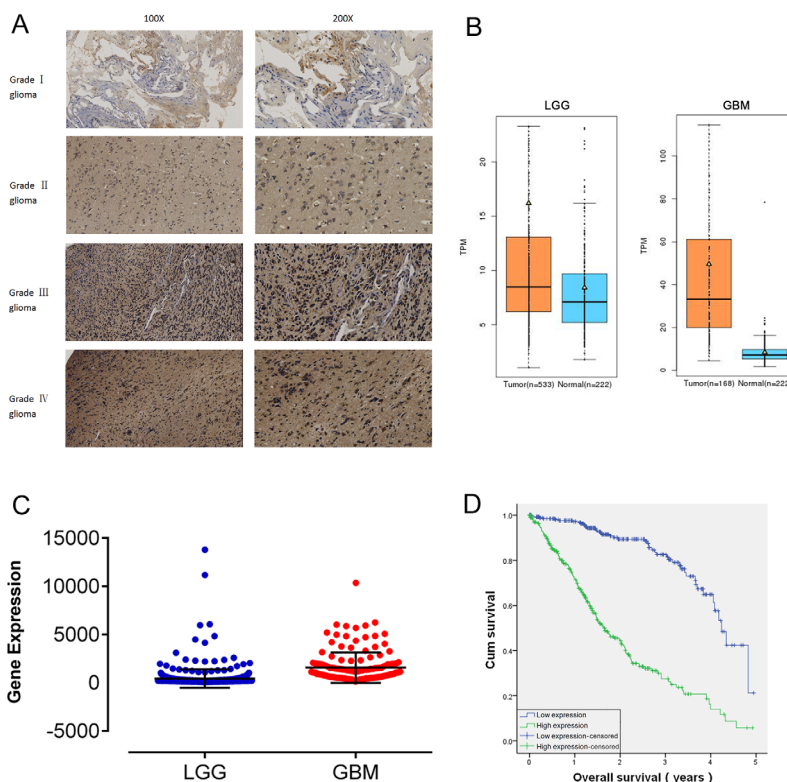 A
100X
200X
Grade Ⅰ
glioma
Grade Ⅱ
glioma
Grade Ⅲ
glioma
Grade Ⅳ
glioma
B
LGG
TPM
20
15
10
5
Tumor(n=533) Normal(n=222)
GBM
TPM
100
80
60
40
20
0
Tumor(n=168) Normal(n=222
C
Gene Expression
15000
10000
5000
0
-5000
LGG
GBM
D
Cum survival
1.0
0.8
0.6
0.4
0.2
0.0
Low expression
High expression
Low expression-censored
High expression-censored
0 1 2 3 4 5
Overall survival ( years )